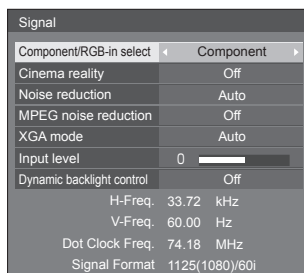 Signal
Component/RGB-in select Component
Cinema reality Off
Noise reduction Auto
MPEG noise reduction Off
XGA mode Auto
Input level 0
Dynamic backlight control Off
H-Freq. 33.72 kHz
V-Freq. 60.00 Hz
Dot Clock Freq. 74.18 MHz
Signal Format 1125(1080)/60i